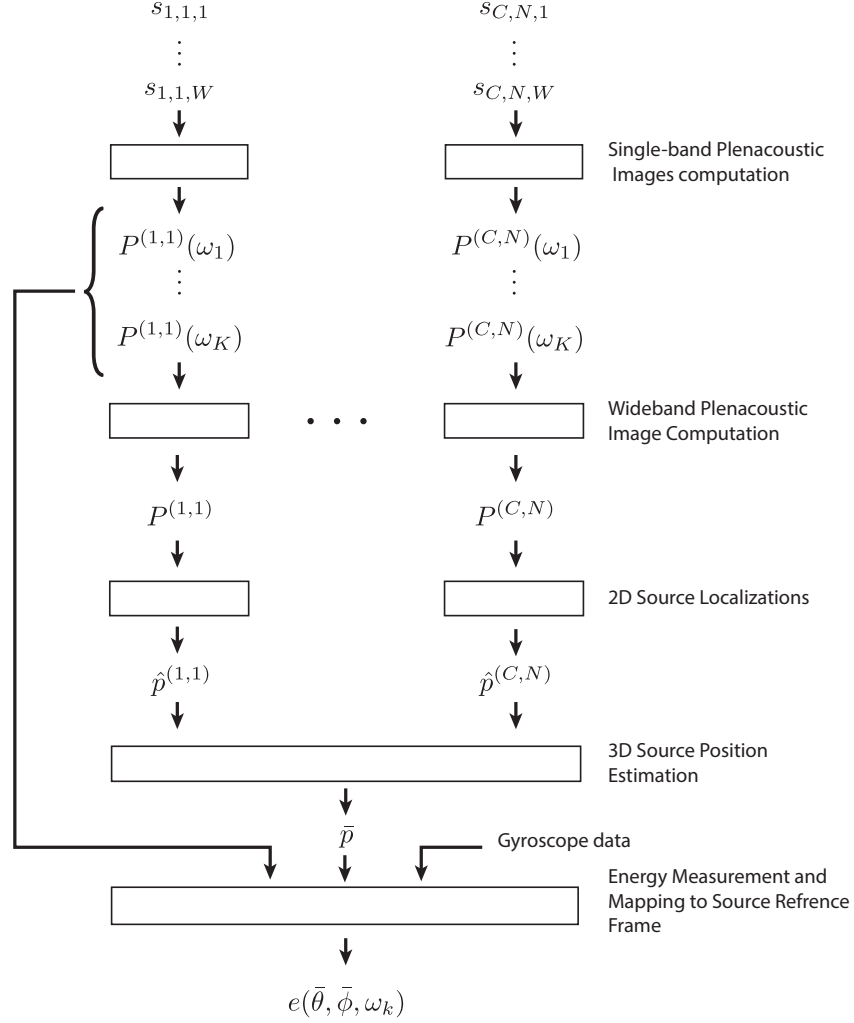 s_{1,1,1} s_{C,N,1}
⋮ ⋮
s_{1,1,W} s_{C,N,W}
Single-band Plenacoustic
Images computation
P^{(1,1)}(ω_1) P^{(C,N)}(ω_1)
⋮ ⋮
P^{(1,1)}(ω_K) P^{(C,N)}(ω_K)
Wideband Plenacoustic
Image Computation
. . .
P^{(1,1)} P^{(C,N)}
2D Source Localizations
\hat{p}^{(1,1)} \hat{p}^{(C,N)}
3D Source Position
Estimation
\bar{p}
Gyroscope data
Energy Measurement and
Mapping to Source Refrence
Frame
e(\bar{θ}, \bar{ϕ}, ω_k)